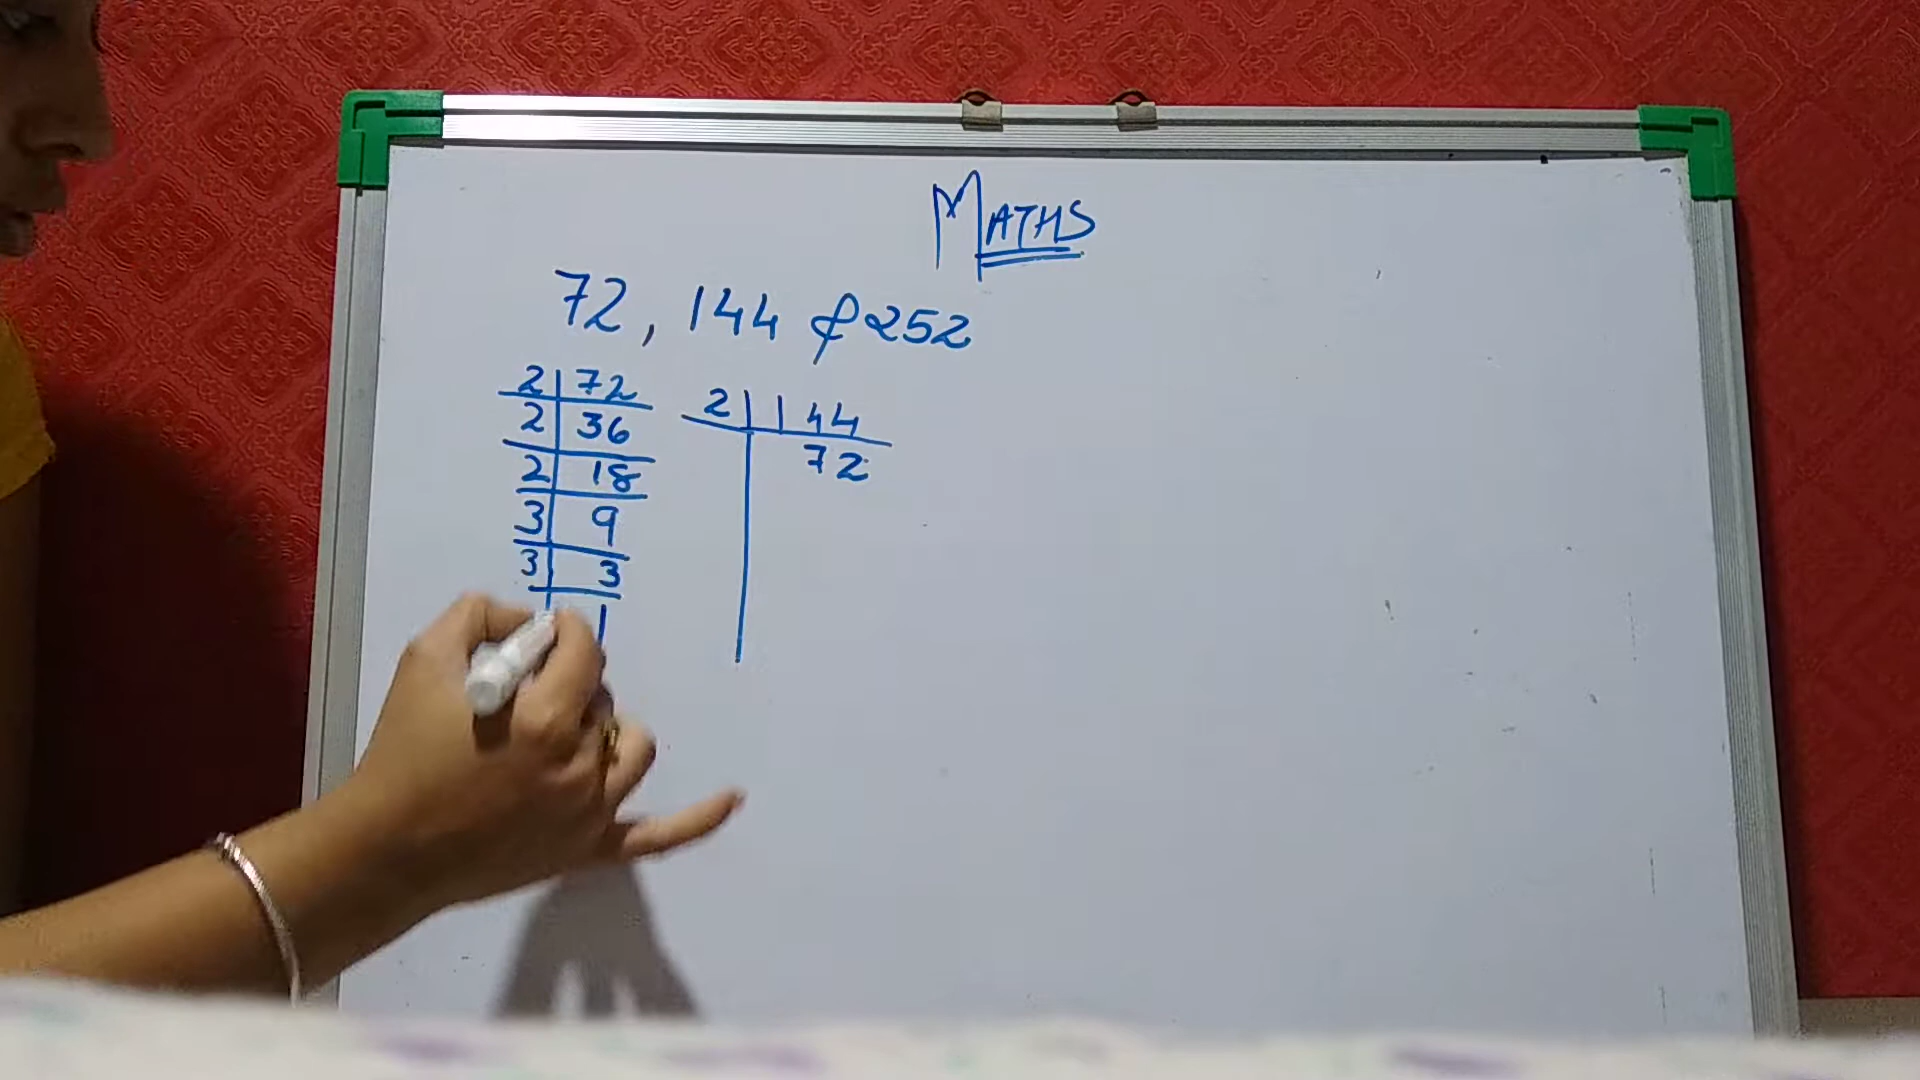 MATHS
72, 144 & 252
2 | 72
2 | 36
2 | 18
3 | 9
3 | 3
1
2 | 144
72